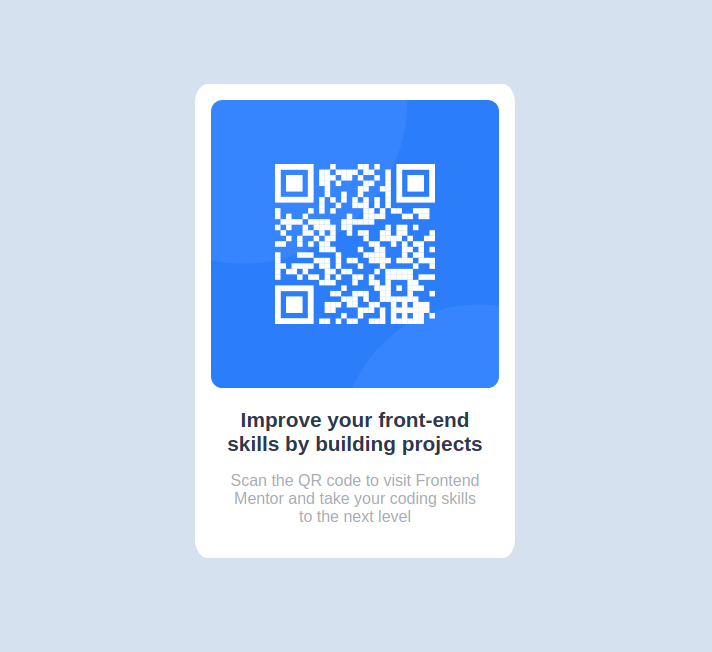 Improve your front-end
skills by building projects
Scan the QR code to visit Frontend
Mentor and take your coding skills
to the next level